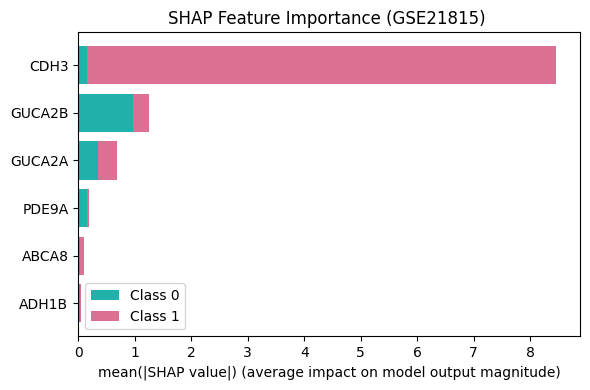 SHAP Feature Importance (GSE21815)
CDH3
GUCA2B
GUCA2A
PDE9A
ABCA8
ADH1B
Class 0
Class 1
0 1 2 3 4 5 6 7 8
mean(|SHAP value|) (average impact on model output magnitude)